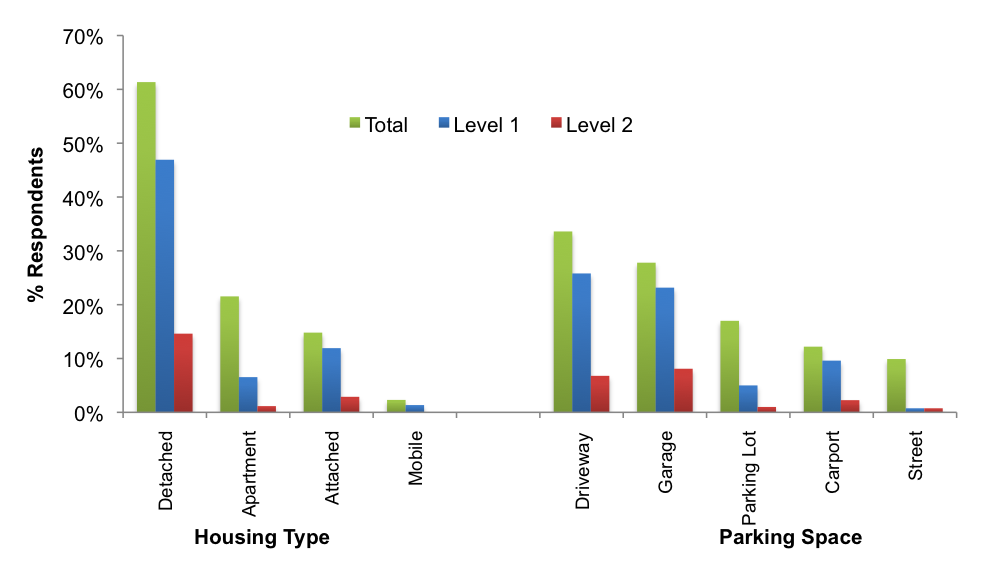 70%
60%
50%
40%
30%
20%
10%
0%
% Respondents
Total Level 1 Level 2
Detached
Apartment
Attached
Mobile
Driveway
Garage
Parking Lot
Carport
Street
Housing Type
Parking Space